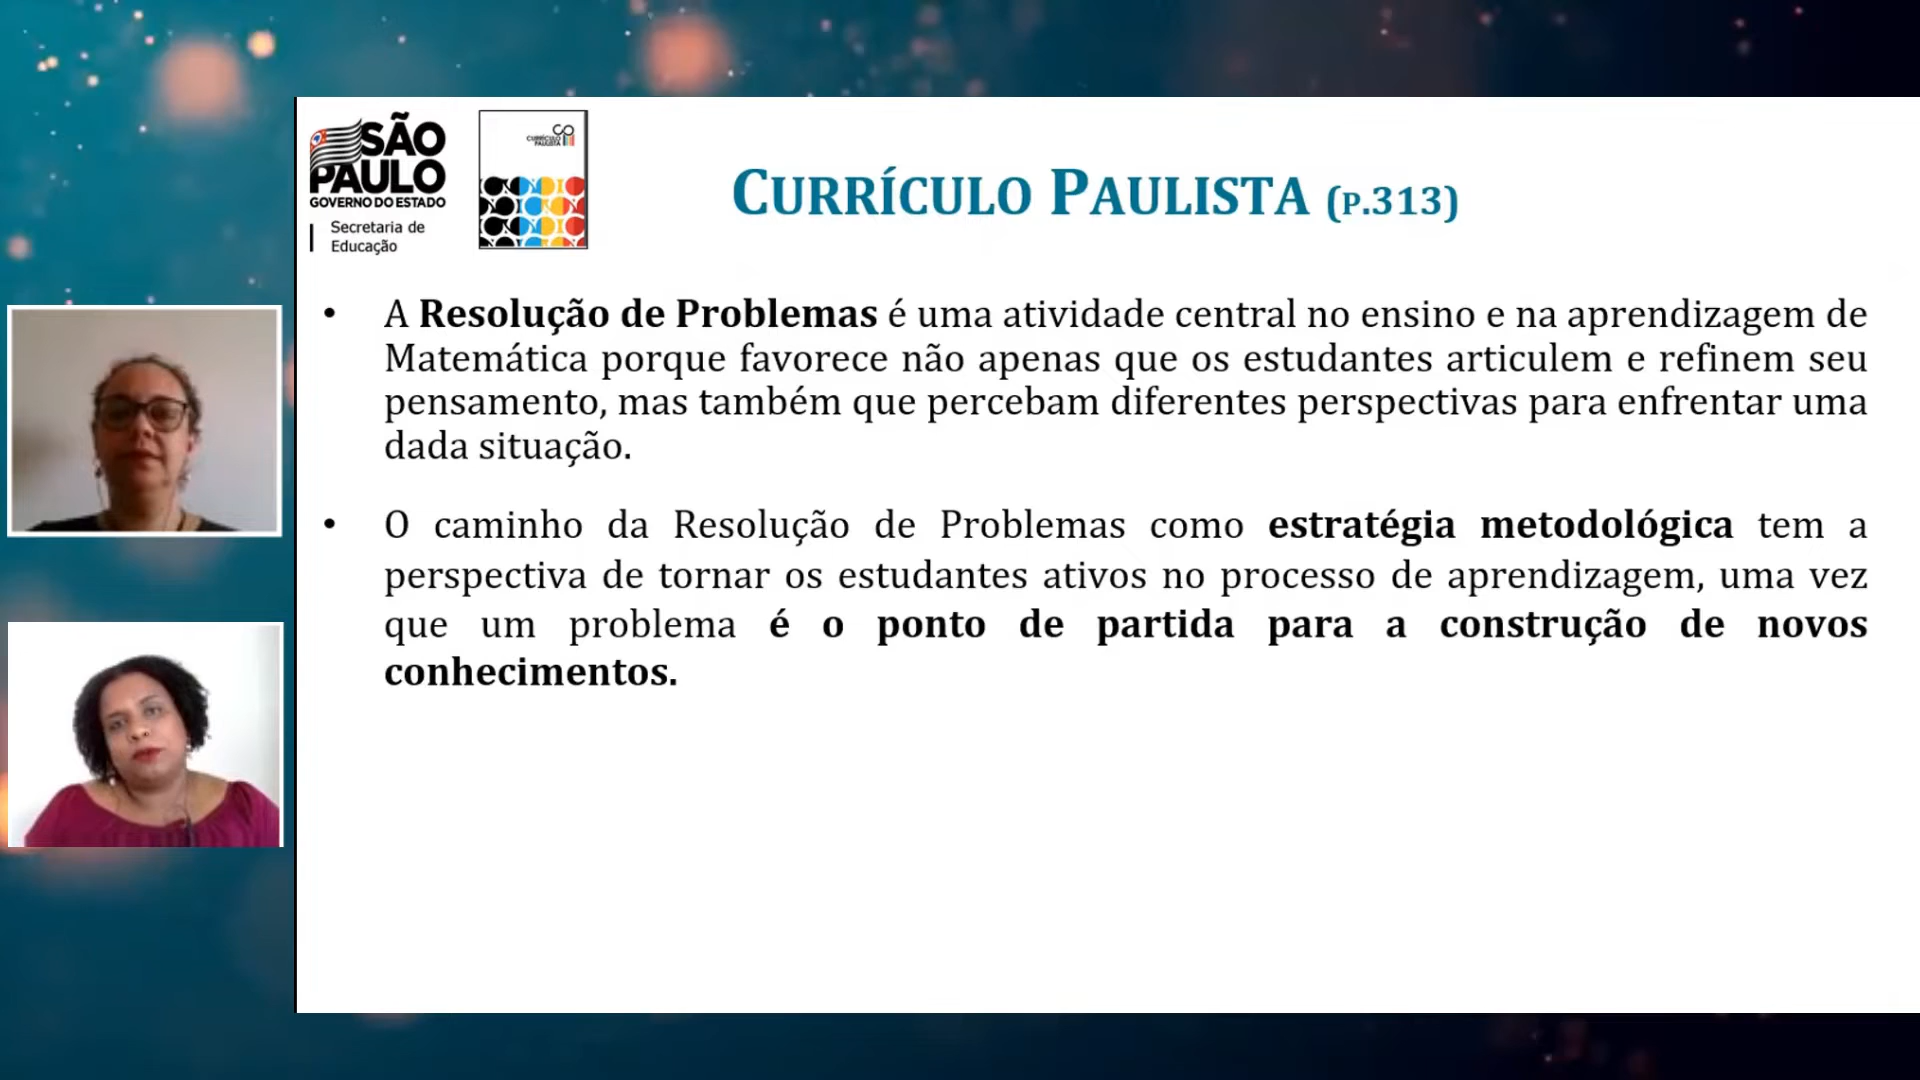 SÃO
PAULO
GOVERNO DO ESTADO
Secretaria de
Educação
CURRÍCULO
PAULISTA
CURRÍCULO PAULISTA (P.313)
• A Resolução de Problemas é uma atividade central no ensino e na aprendizagem de
Matemática porque favorece não apenas que os estudantes articulem e refinem seu
pensamento, mas também que percebam diferentes perspectivas para enfrentar uma
dada situação.
• O caminho da Resolução de Problemas como estratégia metodológica tem a
perspectiva de tornar os estudantes ativos no processo de aprendizagem, uma vez
que um problema é o ponto de partida para a construção de novos
conhecimentos.